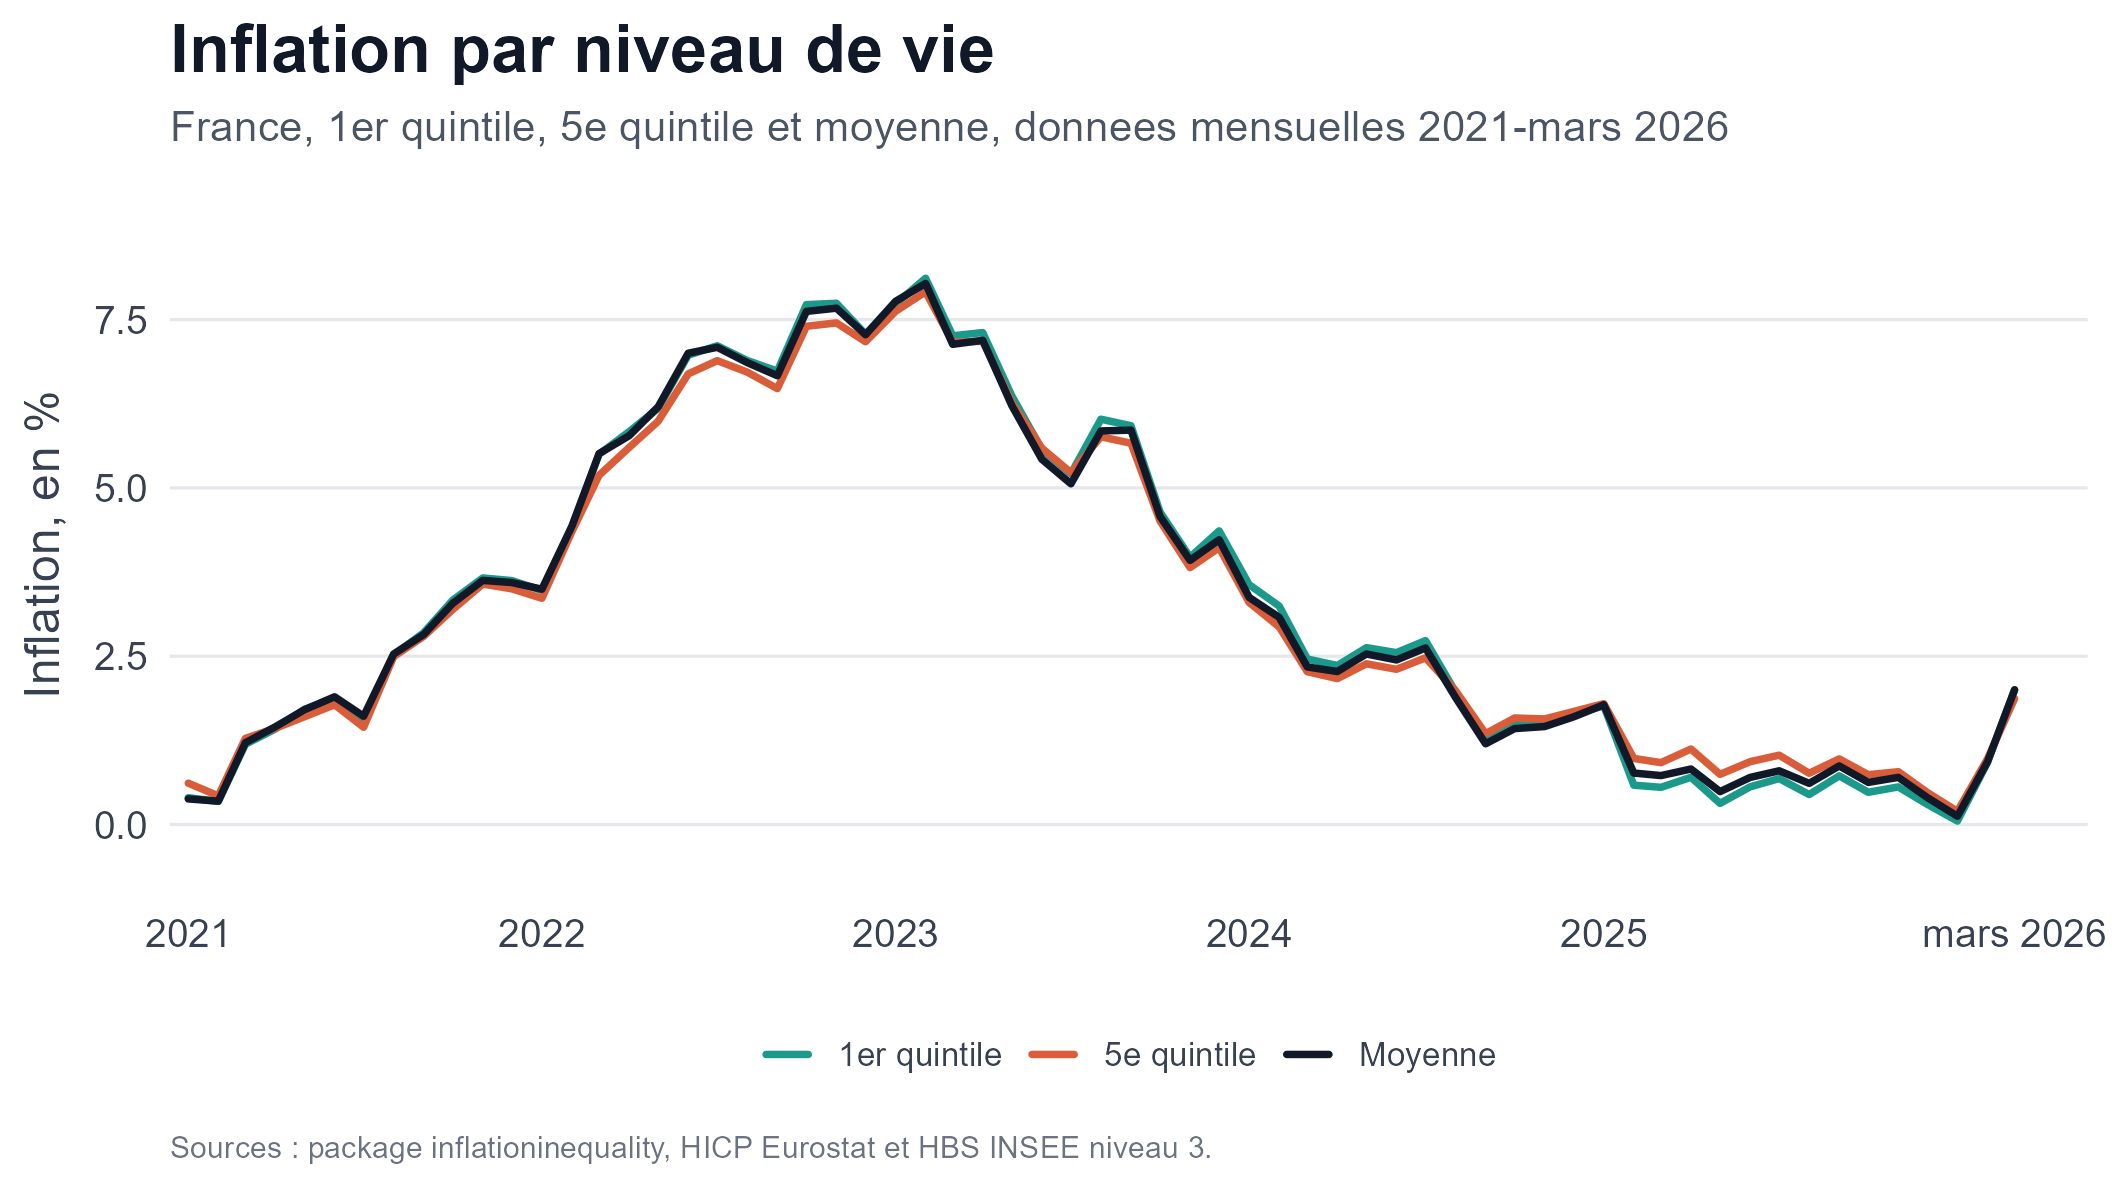 Inflation par niveau de vie
France, 1er quintile, 5e quintile et moyenne, donnees mensuelles 2021-mars 2026
Inflation, en %
7.5
5.0
2.5
0.0
2021 2022 2023 2024 2025 mars 2026
1er quintile 5e quintile Moyenne
Sources : package inflationinequality, HICP Eurostat et HBS INSEE niveau 3.